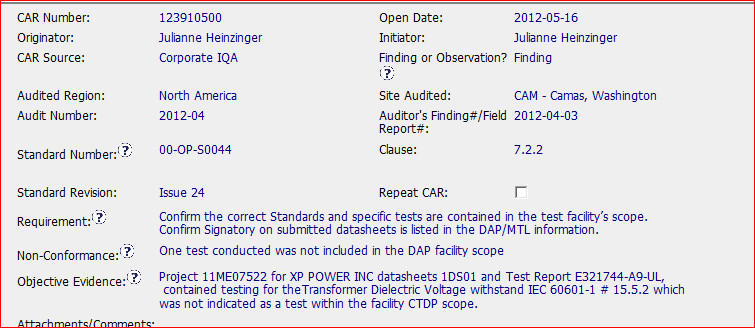 CAR Number: 123910500 Open Date: 2012-05-16
Originator: Julianne Heinzinger Initiator: Julianne Heinzinger
CAR Source: Corporate IQA Finding or Observation? Finding
?
Audited Region: North America Site Audited: CAM - Camas, Washington
Audit Number: 2012-04 Auditor's Finding#/Field 2012-04-03
Report#:
Standard Number: ? 00-OP-S0044 Clause: 7.2.2
Standard Revision: Issue 24 Repeat CAR:
Requirement: ? Confirm the correct Standards and specific tests are contained in the test facility's scope.
Confirm Signatory on submitted datasheets is listed in the DAP/MTL information.
Non-Conformance: ? One test conducted was not included in the DAP facility scope
Objective Evidence: ? Project 11ME07522 for XP POWER INC datasheets 1DS01 and Test Report E321744-A9-UL,
contained testing for theTransformer Dielectric Voltage withstand IEC 60601-1 # 15.5.2 which
was not indicated as a test within the facility CTDP scope.
Attachments/Comments: